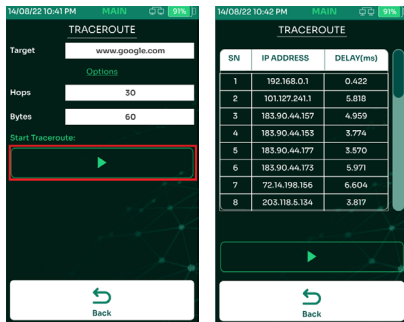 14/08/22 10:41 PM MAIN 91%
TRACEROUTE
Target www.google.com
Options
Hops 30
Bytes 60
Start Traceroute:
Back
14/08/22 10:42 PM MAIN 91%
TRACEROUTE
SN IP ADDRESS DELAY(ms)
1 192.168.0.1 0.422
2 101.127.241.1 5.818
3 183.90.44.157 4.959
4 183.90.44.153 3.774
5 183.90.44.177 3.570
6 183.90.44.173 5.971
7 72.14.198.156 6.604
8 203.118.5.134 3.817
Back